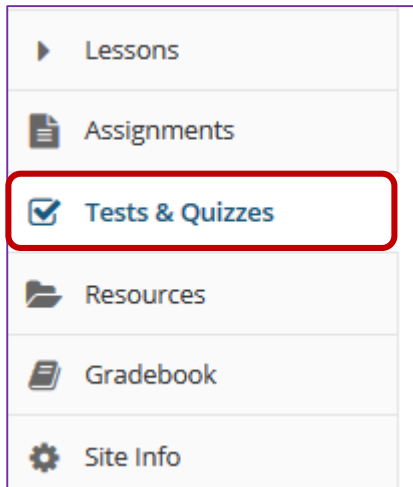 Lessons
Assignments
Tests & Quizzes
Resources
Gradebook
Site Info